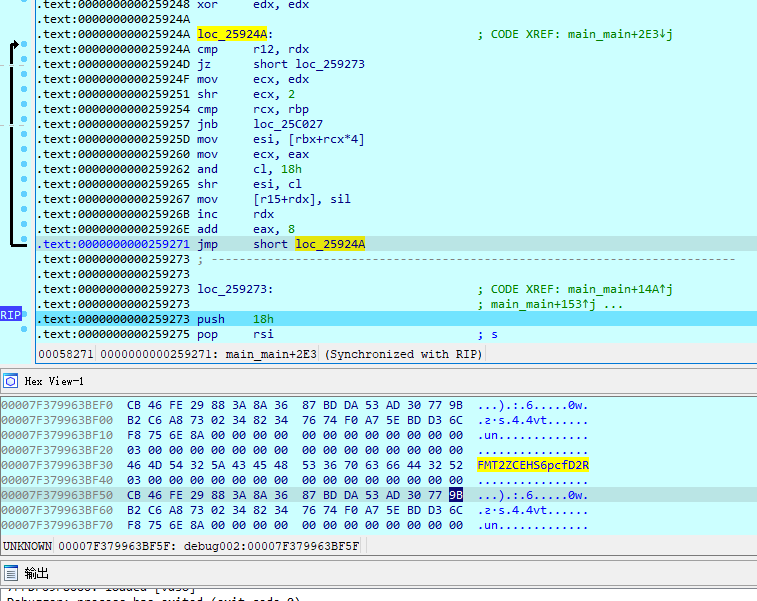 .text:0000000000259248 xor     edx, edx
.text:000000000025924A
.text:000000000025924A loc_25924A:                             ; CODE XREF: main_main+2E3↓j
.text:000000000025924A cmp     r12, rdx
.text:000000000025924D jz      short loc_259273
.text:000000000025924F mov     ecx, edx
.text:0000000000259251 shr     ecx, 2
.text:0000000000259254 cmp     rcx, rbp
.text:0000000000259257 jnb     loc_25C027
.text:000000000025925D mov     esi, [rbx+rcx*4]
.text:0000000000259260 mov     ecx, eax
.text:0000000000259262 and     cl, 18h
.text:0000000000259265 shr     esi, cl
.text:0000000000259267 mov     [r15+rdx], sil
.text:000000000025926B inc     rdx
.text:000000000025926E add     eax, 8
.text:0000000000259271 jmp     short loc_25924A
.text:0000000000259273 ; ---------------------------------------------------------------------------
.text:0000000000259273
.text:0000000000259273 loc_259273:                             ; CODE XREF: main_main+14A↑j
.text:0000000000259273                                         ; main_main+153↑j ...
RIP .text:0000000000259273 push    18h
.text:0000000000259275 pop     rsi                             ; s
00058271 0000000000259271: main_main+2E3 (Synchronized with RIP)
Hex View-1
00007F379963BEF0  CB 46 FE 29 88 3A 8A 36  87 BD DA 53 AD 30 77 9B  ...).:.6.....0w.
00007F379963BF00  B2 C6 A8 73 02 34 82 34  76 74 F0 A7 5E BD D3 6C
00007F379963BF10  F8 75 6E 8A 00 00 00 00  00 00 00 00 00 00 00 00  .un.............
00007F379963BF20  03 00 00 00 00 00 00 00  00 00 00 00 00 00 00 00  ................
00007F379963BF30  46 4D 54 32 5A 43 45 48  53 36 70 63 66 44 32 52  FMT2ZCEHS6pcfD2R
00007F379963BF40  03 00 00 00 00 00 00 00  00 00 00 00 00 00 00 00  ................
00007F379963BF50  CB 46 FE 29 88 3A 8A 36  87 BD DA 53 AD 30 77 9B  ...).:.6.....0w.
00007F379963BF60  B2 C6 A8 73 02 34 82 34  76 74 F0 A7 5E BD D3 6C
00007F379963BF70  F8 75 6E 8A 00 00 00 00  00 00 00 00 00 00 00 00  .un.............
UNKNOWN 00007F379963BF5F: debug002:00007F379963BF5F
输出